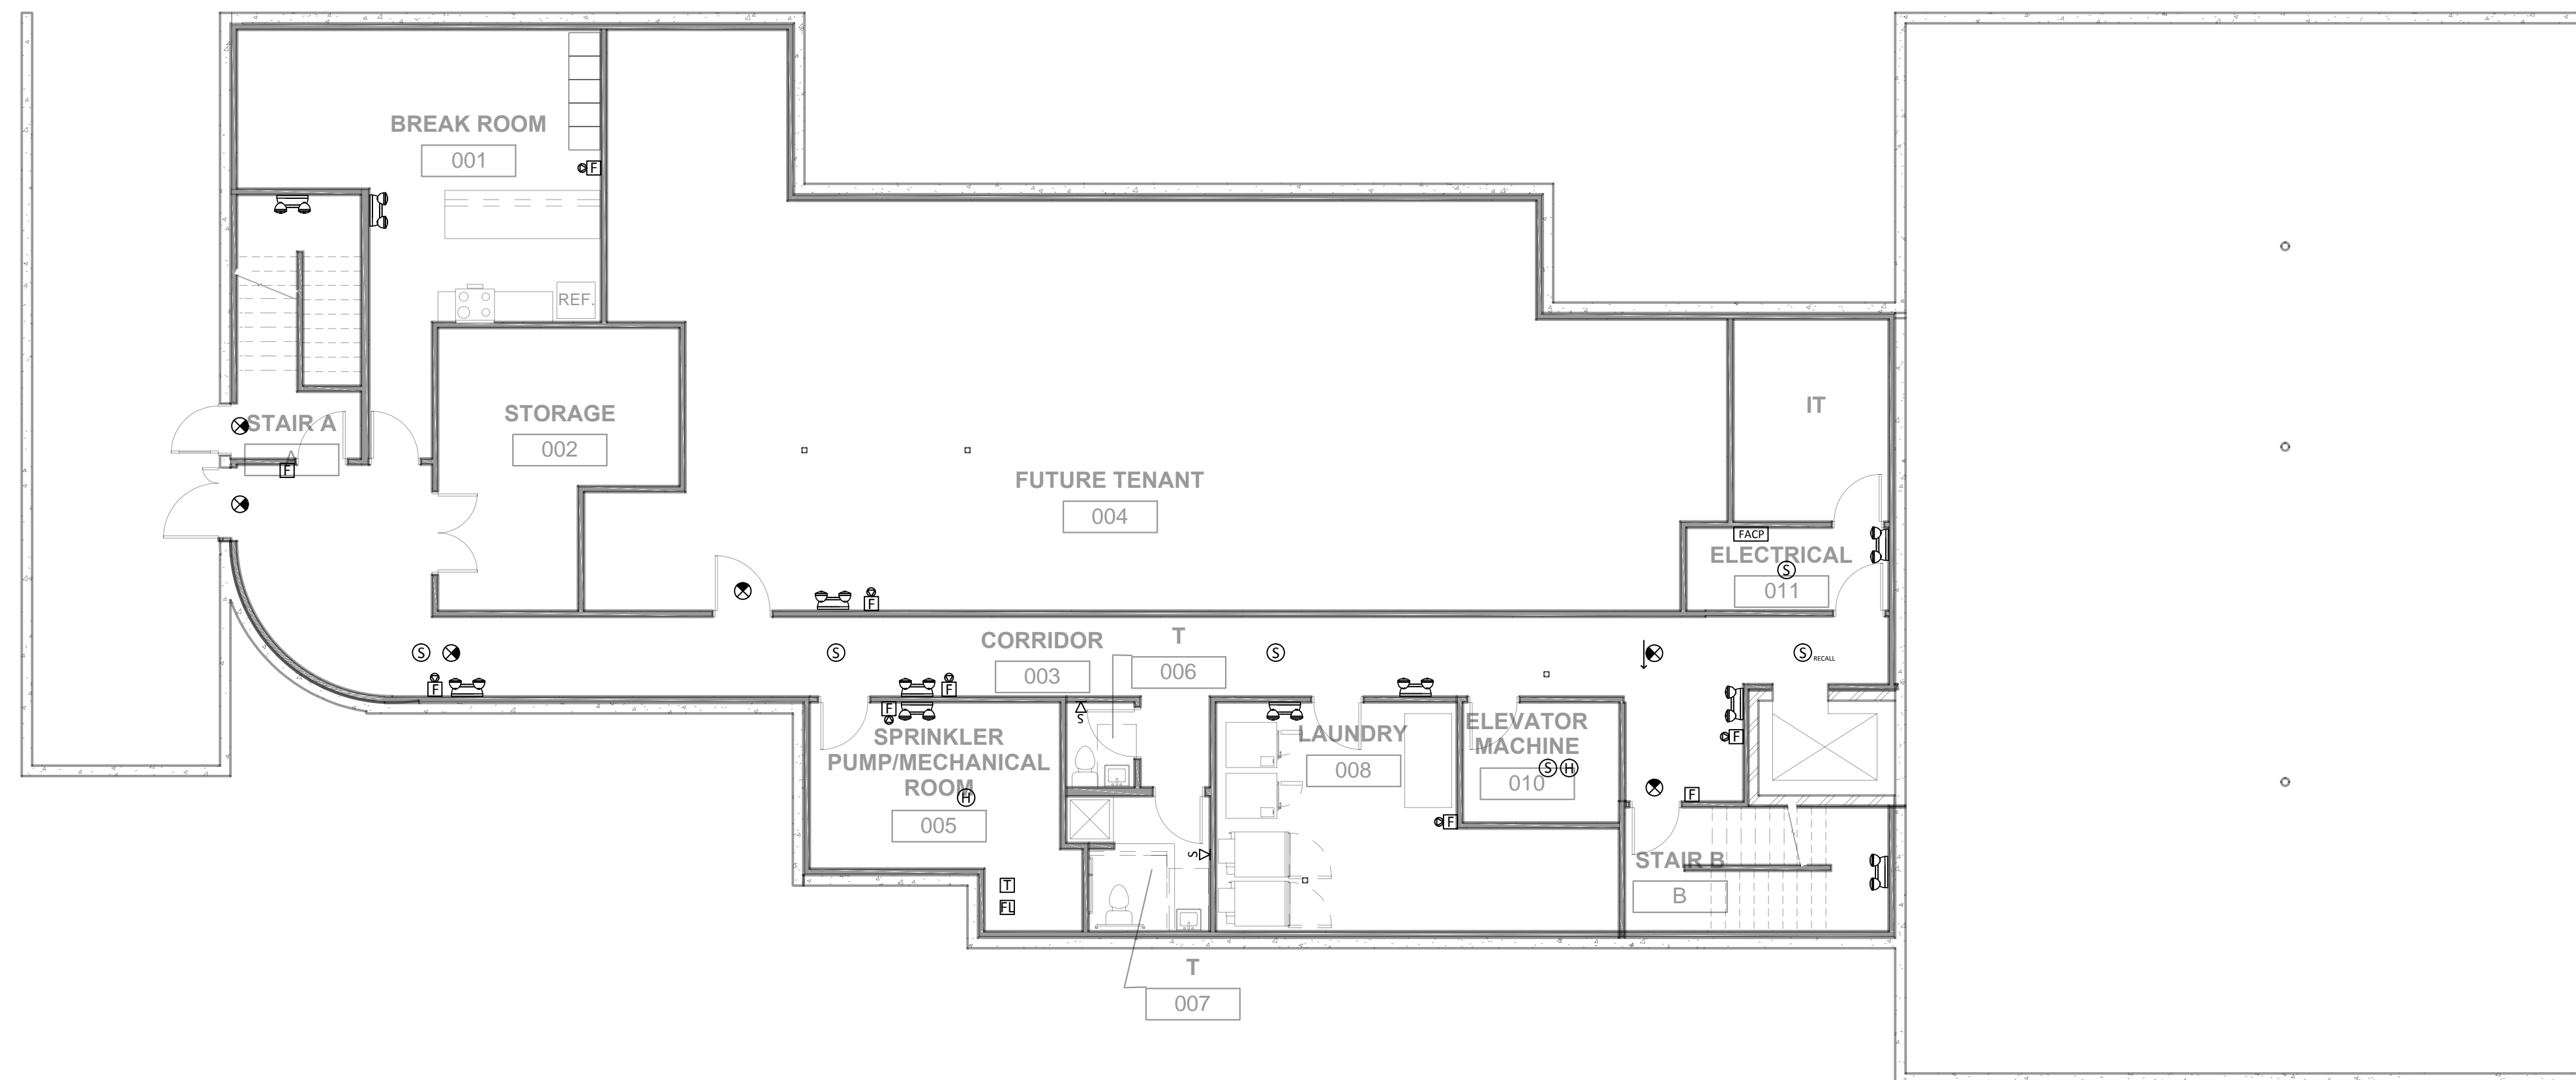 BREAK ROOM
001
F
REF.
STAIR A
A
F
STORAGE
002
IT
FUTURE TENANT
004
FACP
ELECTRICAL
S
011
F
S
S
CORRIDOR
003
T
006
S
S
RECALL
F
F
F
S
SPRINKLER
PUMP/MECHANICAL
ROOM
H
005
LAUNDRY
008
ELEVATOR
MACHINE
S H
010
F
F
F
S
STAIR B
B
T
FL
T
007